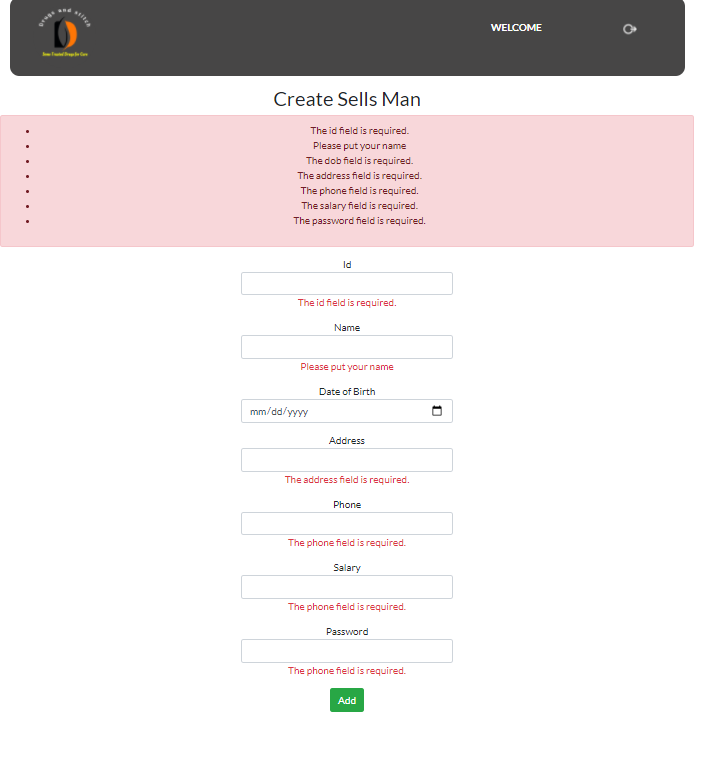 Drugs and stitch
WELCOME
Create Sells Man
The id field is required.
Please put your name
The dob field is required.
The address field is required.
The phone field is required.
The salary field is required.
The password field is required.
Id
The id field is required.
Name
Please put your name
Date of Birth
mm/dd/yyyy
Address
The address field is required.
Phone
The phone field is required.
Salary
The phone field is required.
Password
The phone field is required.
Add